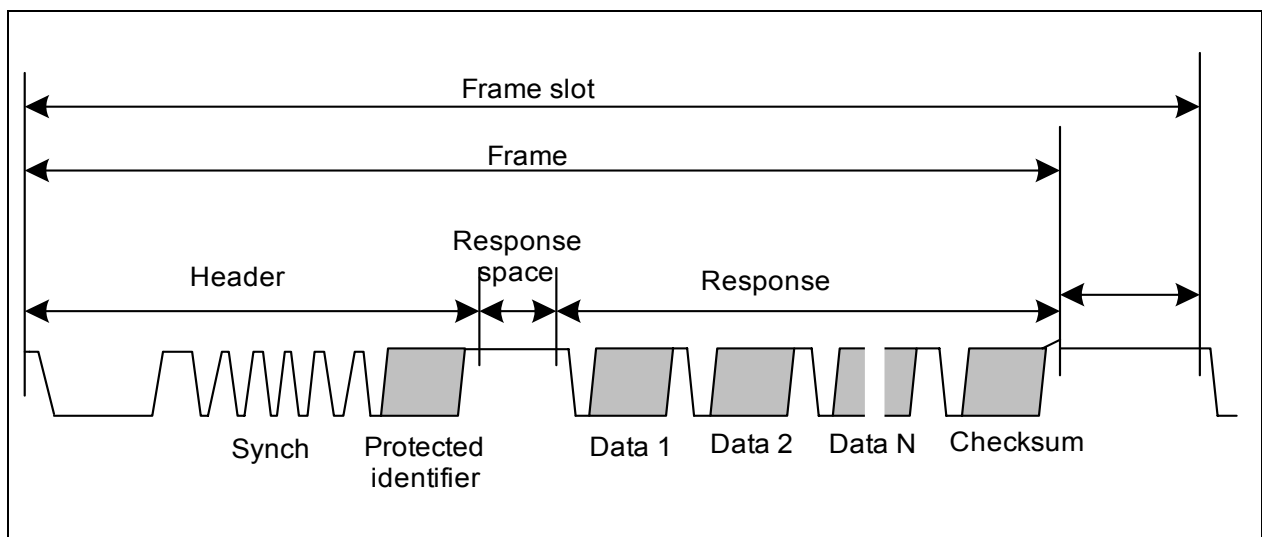 Frame slot
Frame
Response
space
Header
Response
Synch
Protected
identifier
Data 1
Data 2
Data N
Checksum